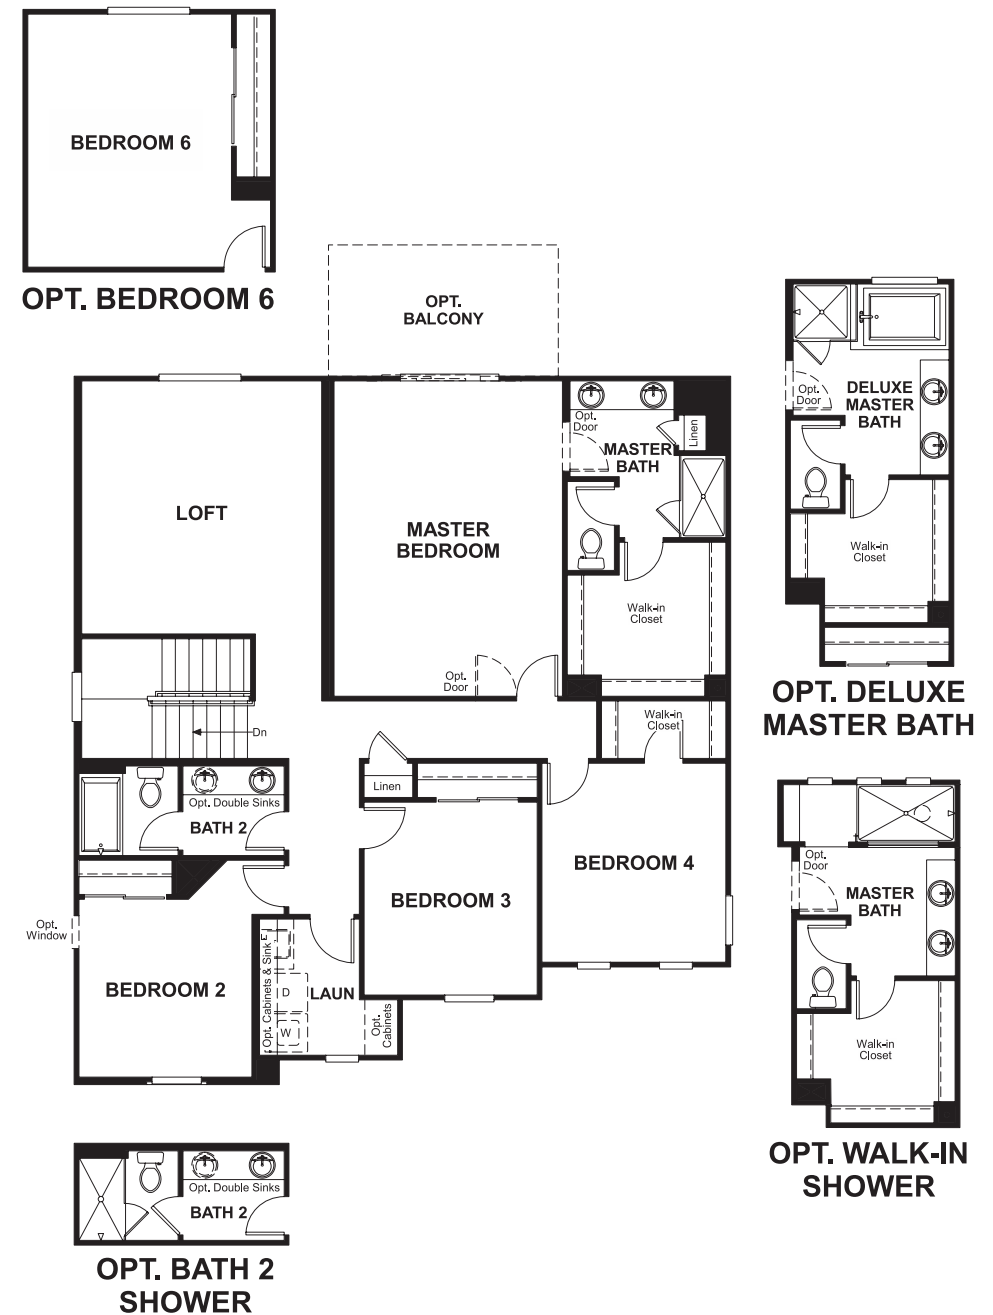 BEDROOM 6
OPT. BEDROOM 6
OPT.
BALCONY
LOFT
MASTER
BEDROOM
Opt.
Door
MASTER
BATH
Linen
Walk-in
Closet
Opt.
Door
Dn
Walk-in
Closet
Linen
Opt. Double Sinks
BATH 2
BEDROOM 3
BEDROOM 4
Opt.
Window
BEDROOM 2
Opt. Cabinets & Sink
D
W
LAUN
Opt.
Cabinets
Opt. Double Sinks
BATH 2
OPT. BATH 2
SHOWER
Opt.
Door
DELUXE
MASTER
BATH
Walk-in
Closet
OPT. DELUXE
MASTER BATH
Opt.
Door
MASTER
BATH
Walk-in
Closet
OPT. WALK-IN
SHOWER